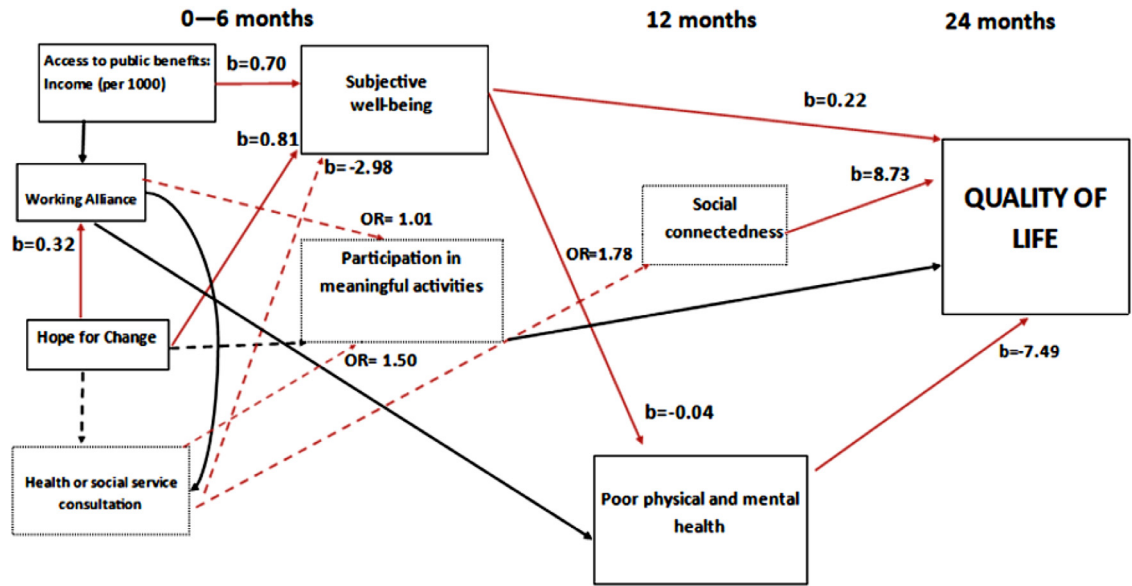 0—6 months
12 months
24 months
Access to public benefits:
Income (per 1000)
b=0.70
Subjective
well-being
b=0.22
b=0.81
b=-2.98
Working Alliance
OR= 1.01
b=0.32
Participation in
meaningful activities
Social
connectedness
b=8.73
QUALITY OF
LIFE
OR=1.78
Hope for Change
OR= 1.50
b=-7.49
b=-0.04
Health or social service
consultation
Poor physical and mental
health